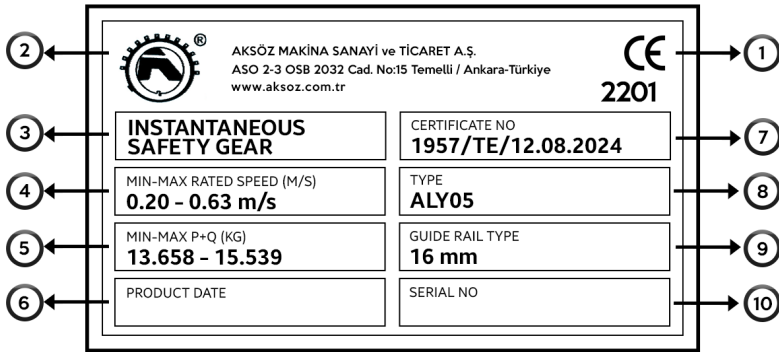 2
®
AKSÖZ MAKİNA SANAYİ ve TİCARET A.Ş.
ASO 2-3 OSB 2032 Cad. No:15 Temelli / Ankara-Türkiye
www.aksoz.com.tr
CE
2201
1
3
INSTANTANEOUS
SAFETY GEAR
CERTIFICATE NO
1957/TE/12.08.2024
7
4
MIN-MAX RATED SPEED (M/S)
0.20 - 0.63 m/s
TYPE
ALY05
8
5
MIN-MAX P+Q (KG)
13.658 - 15.539
GUIDE RAIL TYPE
16 mm
9
6
PRODUCT DATE
SERIAL NO
10